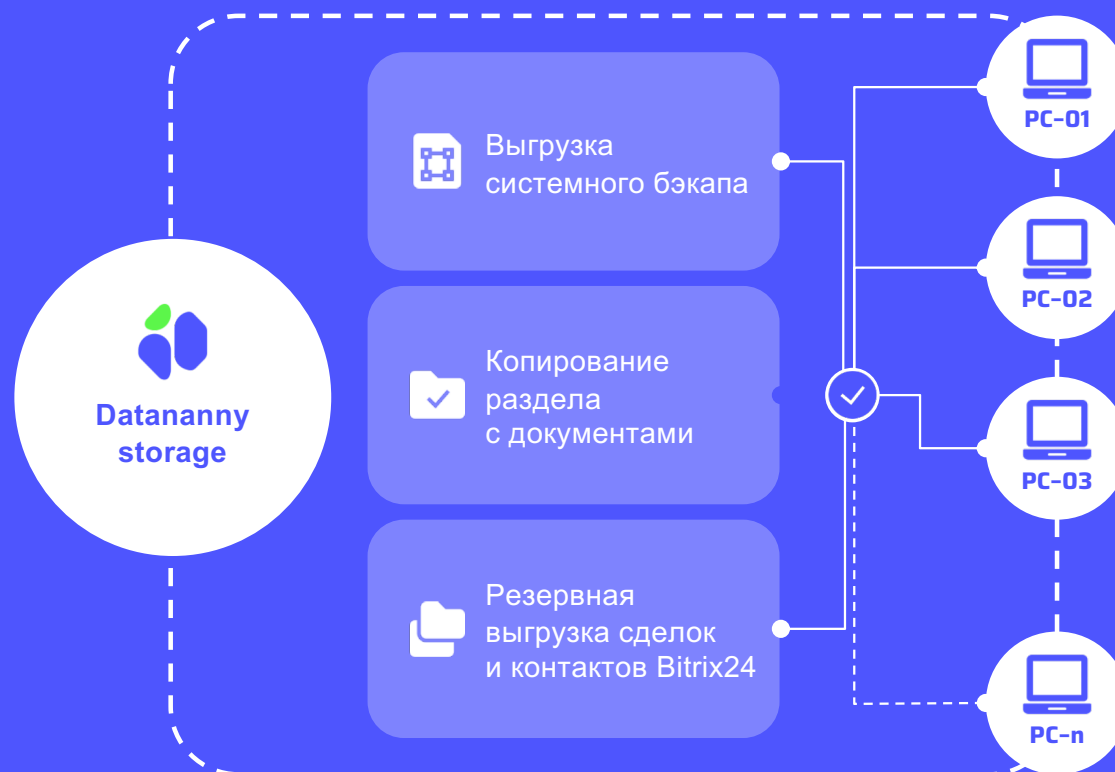 Datananny
storage
Выгрузка
системного бэкапа
Копирование
раздела
с документами
Резервная
выгрузка сделок
и контактов Bitrix24
PC-01
PC-02
PC-03
PC-n